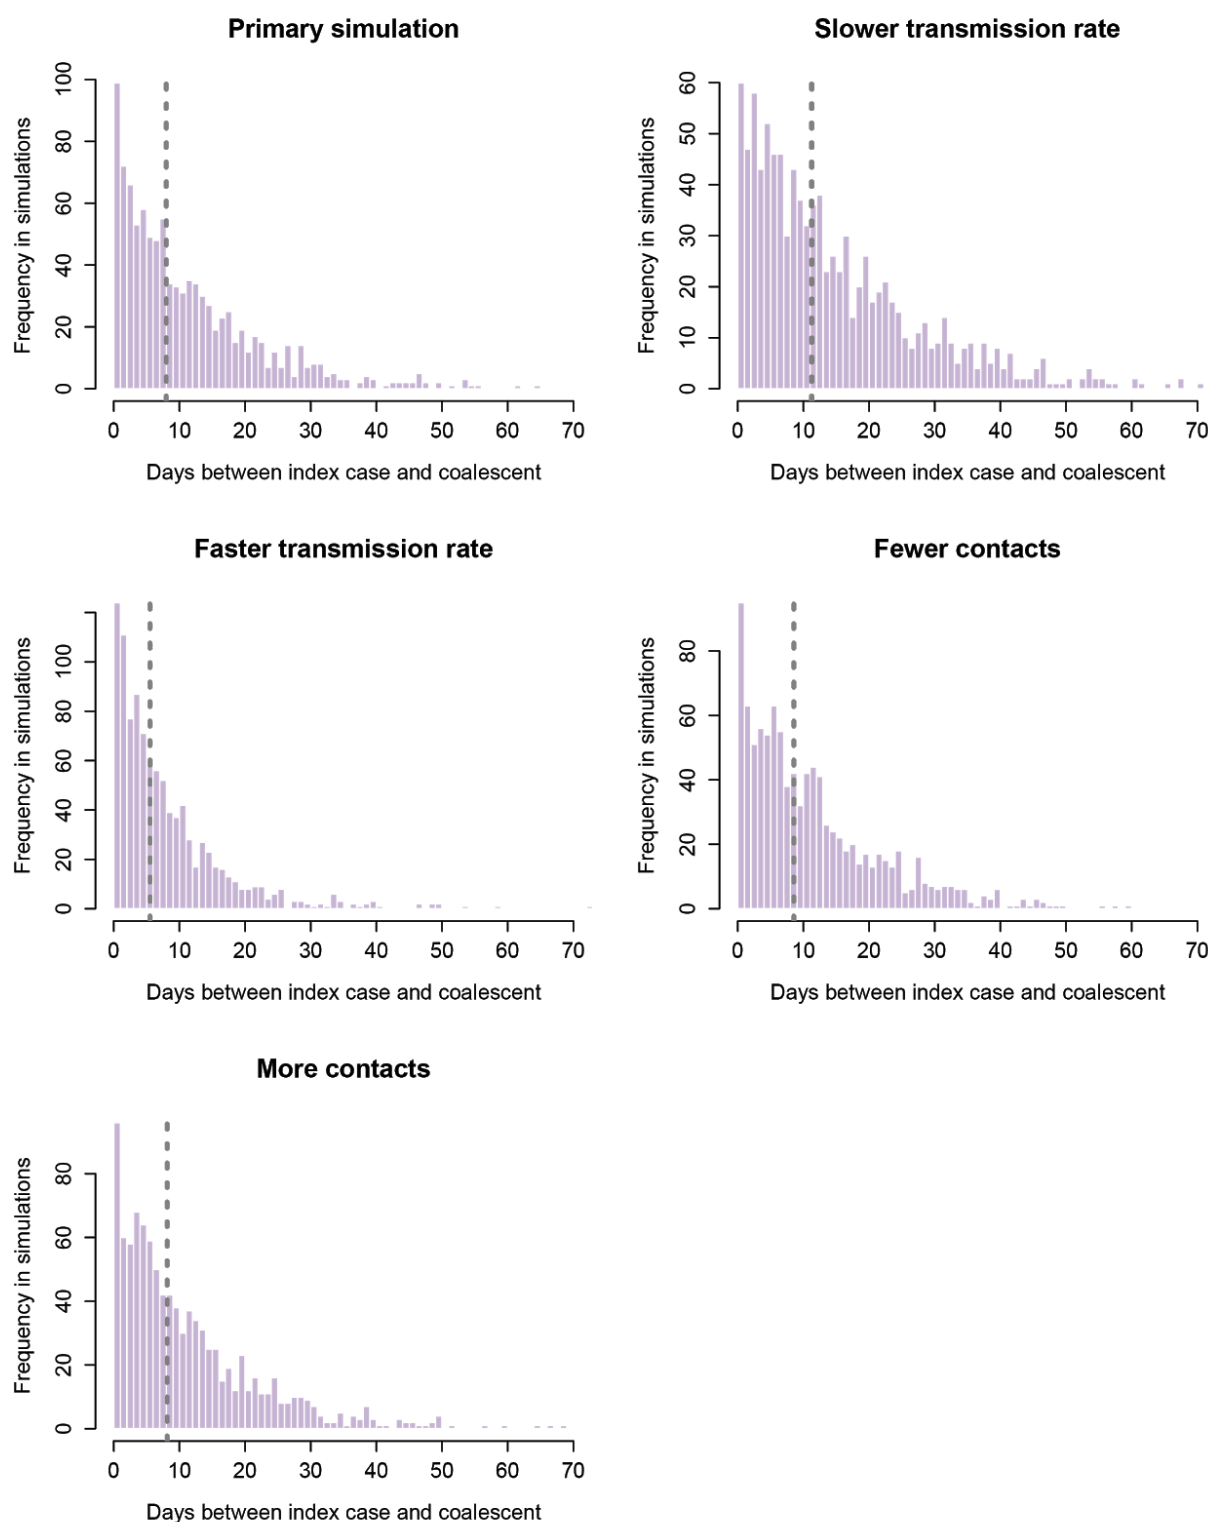 Primary simulation
Frequency in simulations
0 20 40 60 80 100
0 10 20 30 40 50 60 70
Days between index case and coalescent
Slower transmission rate
Frequency in simulations
0 10 20 30 40 50 60
0 10 20 30 40 50 60 70
Days between index case and coalescent
Faster transmission rate
Frequency in simulations
0 20 40 60 80 100
0 10 20 30 40 50 60 70
Days between index case and coalescent
Fewer contacts
Frequency in simulations
0 20 40 60 80
0 10 20 30 40 50 60 70
Days between index case and coalescent
More contacts
Frequency in simulations
0 20 40 60 80
0 10 20 30 40 50 60 70
Days between index case and coalescent